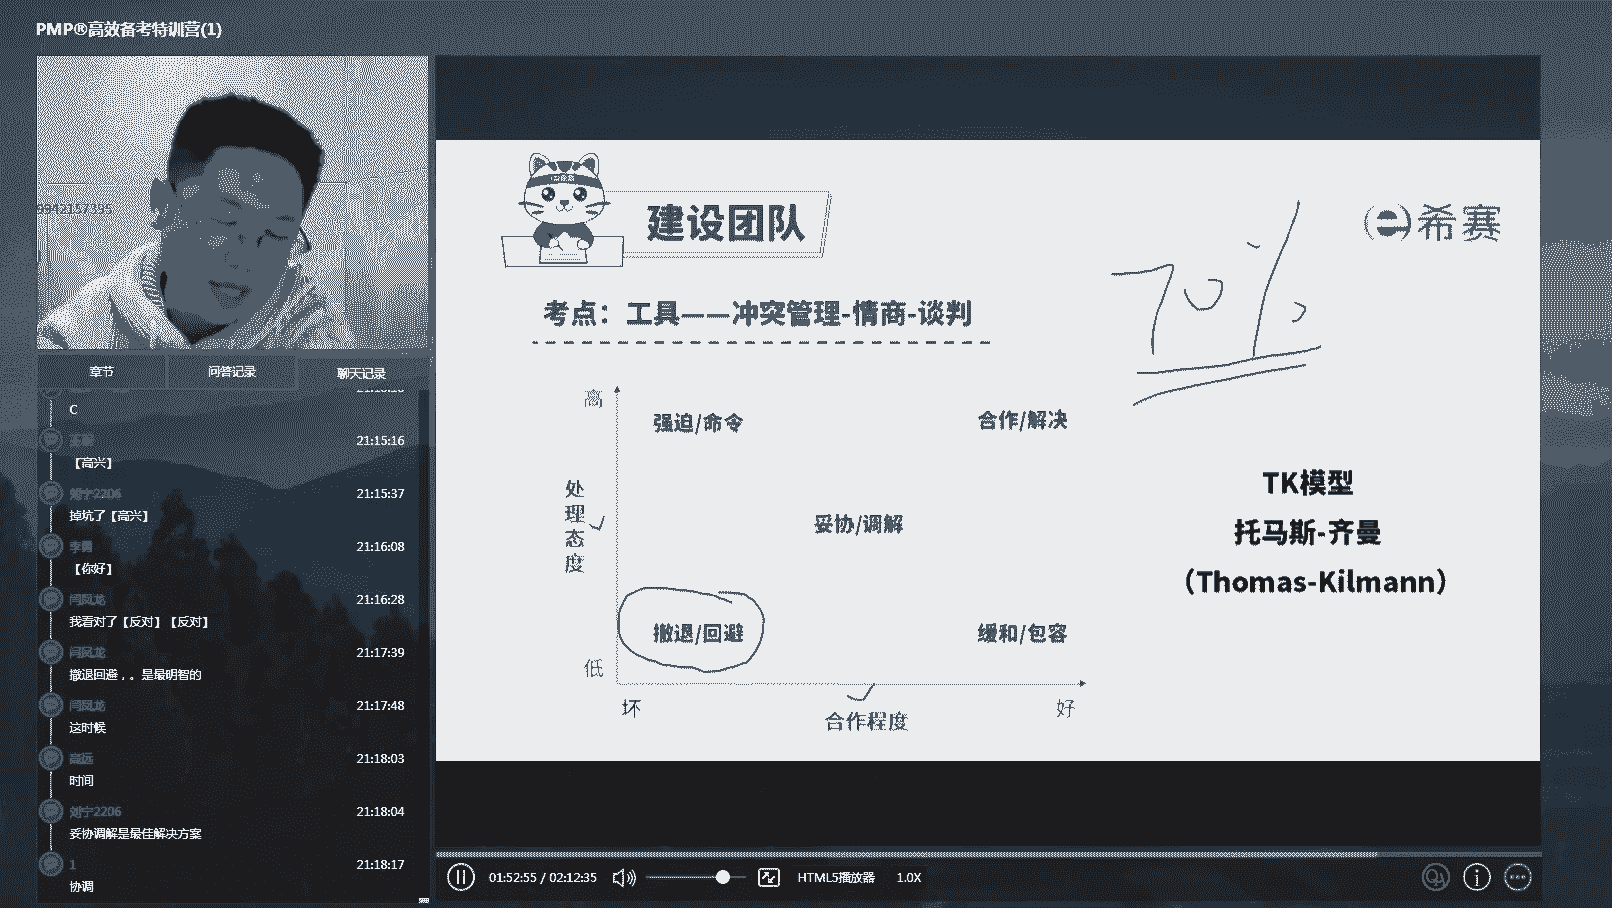 PMP®高效备考特训营(1)
章节
问答记录
聊天记录
C
21:15:16
【高兴】
刘宁2206
21:15:37
掉坑了【高兴】
李勇
21:16:08
【你好】
闫凤龙
21:16:28
我看对了【反对】【反对】
闫凤龙
21:17:39
撤退回避，。是最明智的
闫凤龙
21:17:48
这时候
高远
21:18:03
时间
刘宁2206
21:18:04
妥协调解是最佳解决方案
1
21:18:17
协调
建设团队
希赛
70%
考点：工具——冲突管理-情商-谈判
高
强迫/命令
合作/解决
处理态度
妥协/调解
撤退/回避
缓和/包容
低
坏
合作程度
好
TK模型
托马斯-齐曼
（Thomas-Kilmann）
01:52:55 / 02:12:35
HTML5播放器
1.0X